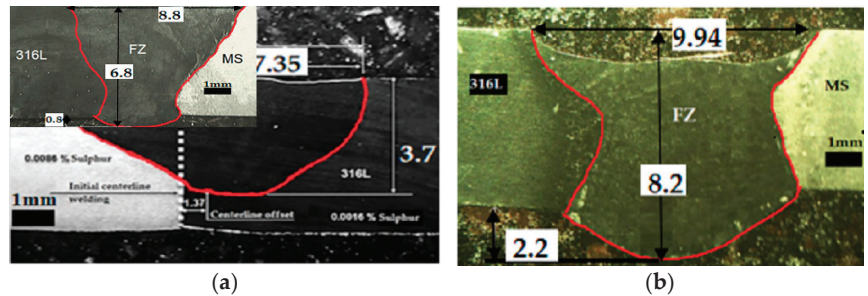 8.8
316L
FZ
MS
6.8
1mm
0.8
7.35
3.7
0.0086 % Sulphur
316L
Initial centerline
welding
1mm
1.37
Centerline offset
0.0016 % Sulphur
(a)
9.94
316L
FZ
MS
1mm
8.2
2.2
(b)